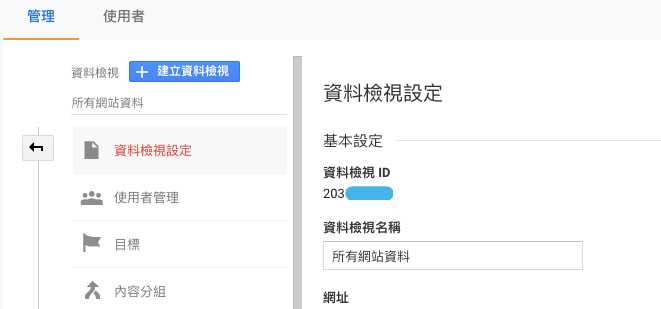 管理 使用者
資料檢視 + 建立資料檢視
所有網站資料
資料檢視設定
使用者管理
目標
內容分組
資料檢視設定
基本設定
資料檢視 ID
203
資料檢視名稱
所有網站資料
網址